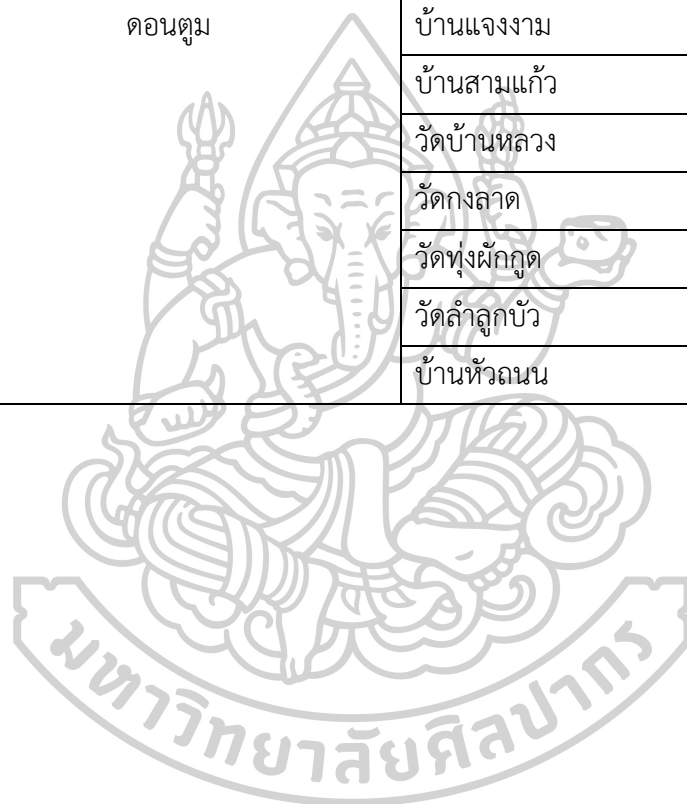 ดอนตูม
บ้านแจงงาม
บ้านสามแก้ว
วัดบ้านหลวง
วัดกงลาด
วัดทุ่งผักกูด
วัดลำลูกบัว
บ้านหัวถนน
มหาวิทยาลัยศิลปากร